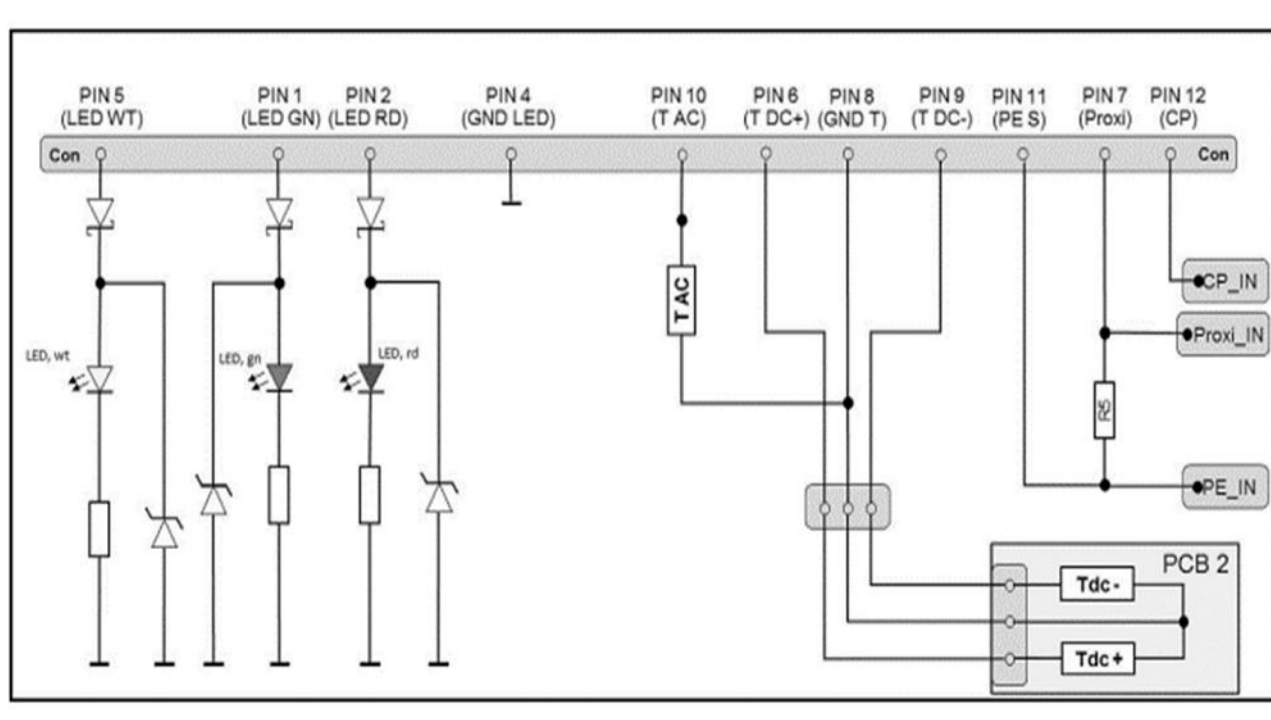 PIN 5
(LED WT)
PIN 1
(LED GN)
PIN 2
(LED RD)
PIN 4
(GND LED)
PIN 10
(T AC)
PIN 6
(T DC+)
PIN 8
(GND T)
PIN 9
(T DC-)
PIN 11
(PE S)
PIN 7
(Proxi)
PIN 12
(CP)
Con
Con
CP_IN
T AC
Proxi_IN
LED, wt
LED, gn
LED, rd
R5
PE_IN
PCB 2
Tdc -
Tdc +